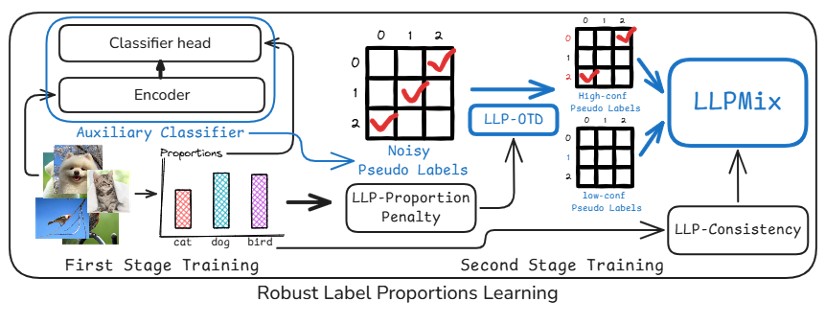 Classifier head
Encoder
Auxiliary Classifier
Proportions
cat dog bird
First Stage Training
0 1 2
0
1
2
Noisy
Pseudo Labels
LLP-Proportion
Penalty
LLP-OTD
0 1 2
0
1
2
High-conf
Pseudo Labels
0 1 2
0
1
2
low-conf
Pseudo Labels
LLPMix
LLP-Consistency
Second Stage Training
Robust Label Proportions Learning